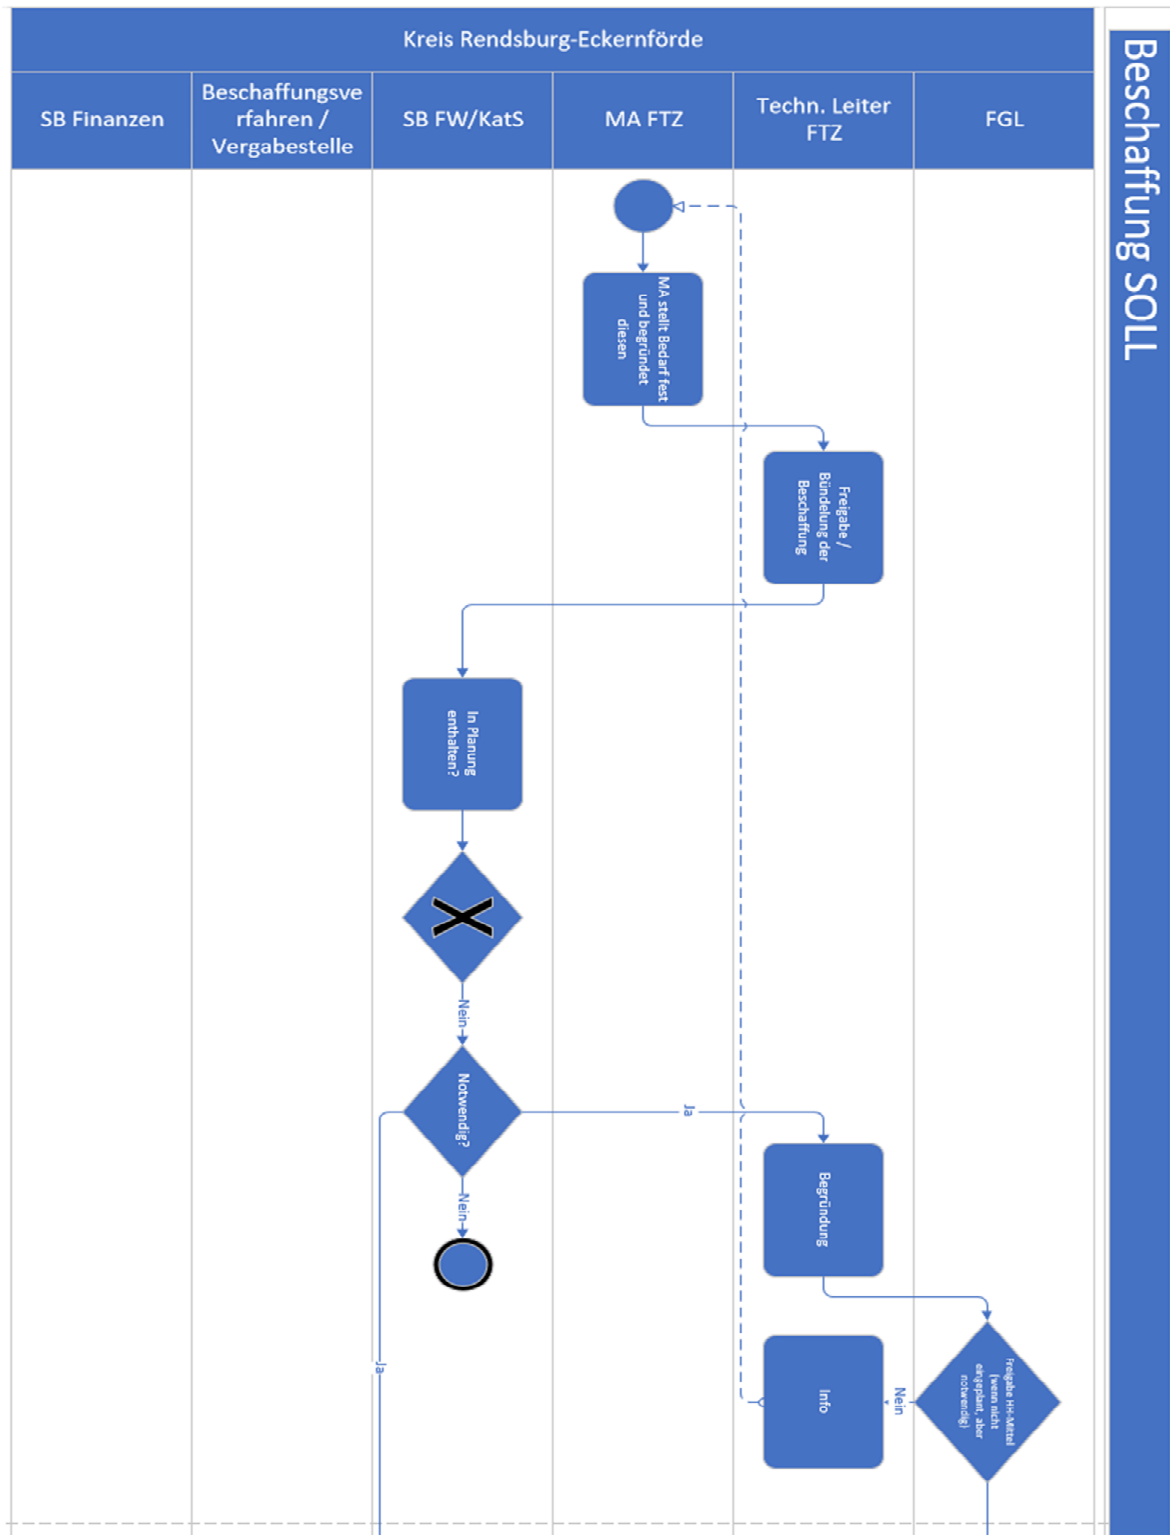 Beschaffung SOLL
Kreis Rendsburg-Eckernförde
SB Finanzen
Beschaffungsve
rfahren /
Vergabestelle
SB FW/KatS
MA FTZ
Techn. Leiter
FTZ
FGL
MA stellt Bedarf fest
und begründet
diesen
Freigabe /
Bündelung der
Beschaffung
In Planung
enthalten?
X
Nein
Notwendig?
Ja
Nein
Begründung
Freigabe HH-Mittel
(wenn nicht
eingeplant, aber
notwendig)
Nein
Info
Ja